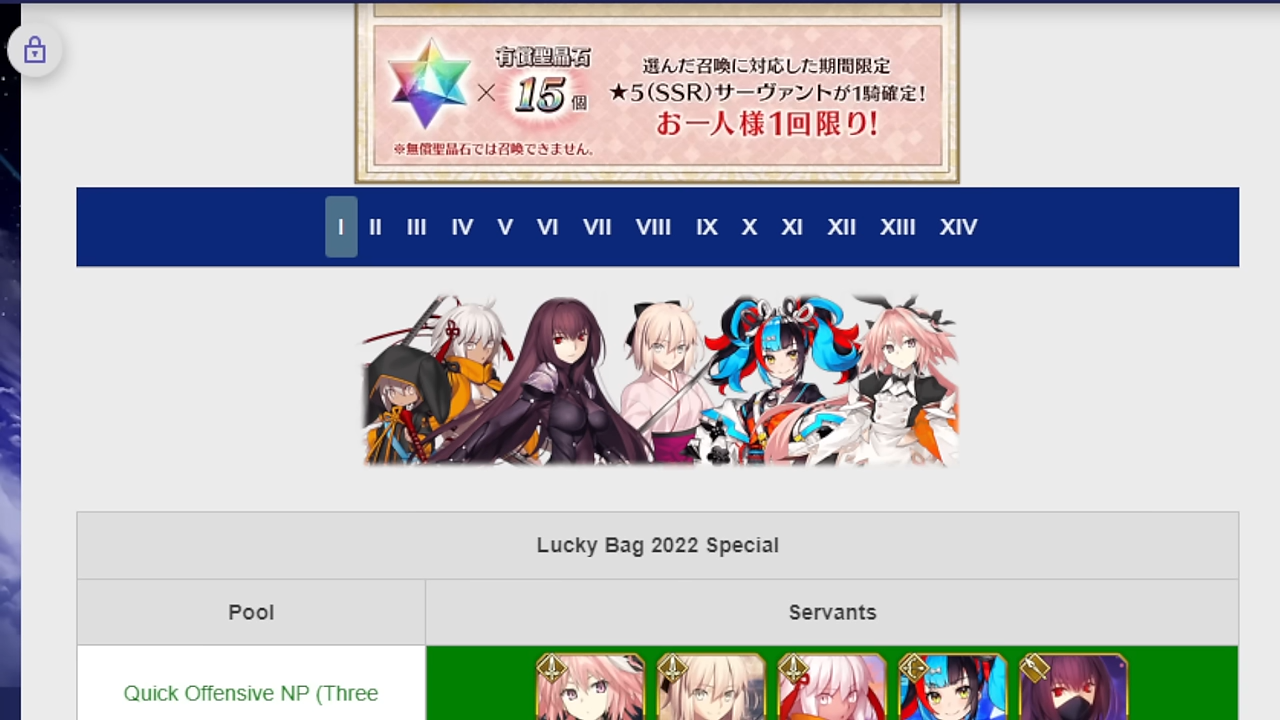 有償聖晶石
× 15 個
選んだ召喚に対応した期間限定
★5(SSR)サーヴァントが1騎確定!
お一人様1回限り!
※無償聖晶石では召喚できません。
I II III IV V VI VII VIII IX X XI XII XIII XIV
Lucky Bag 2022 Special
Pool Servants
Quick Offensive NP (Three